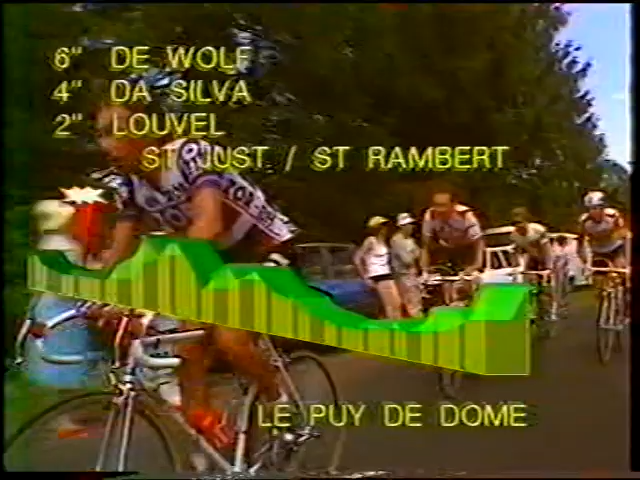 6" DE WOLF
4" DA SILVA
2" LOUVEL
ST JUST / ST RAMBERT
LE PUY DE DOME